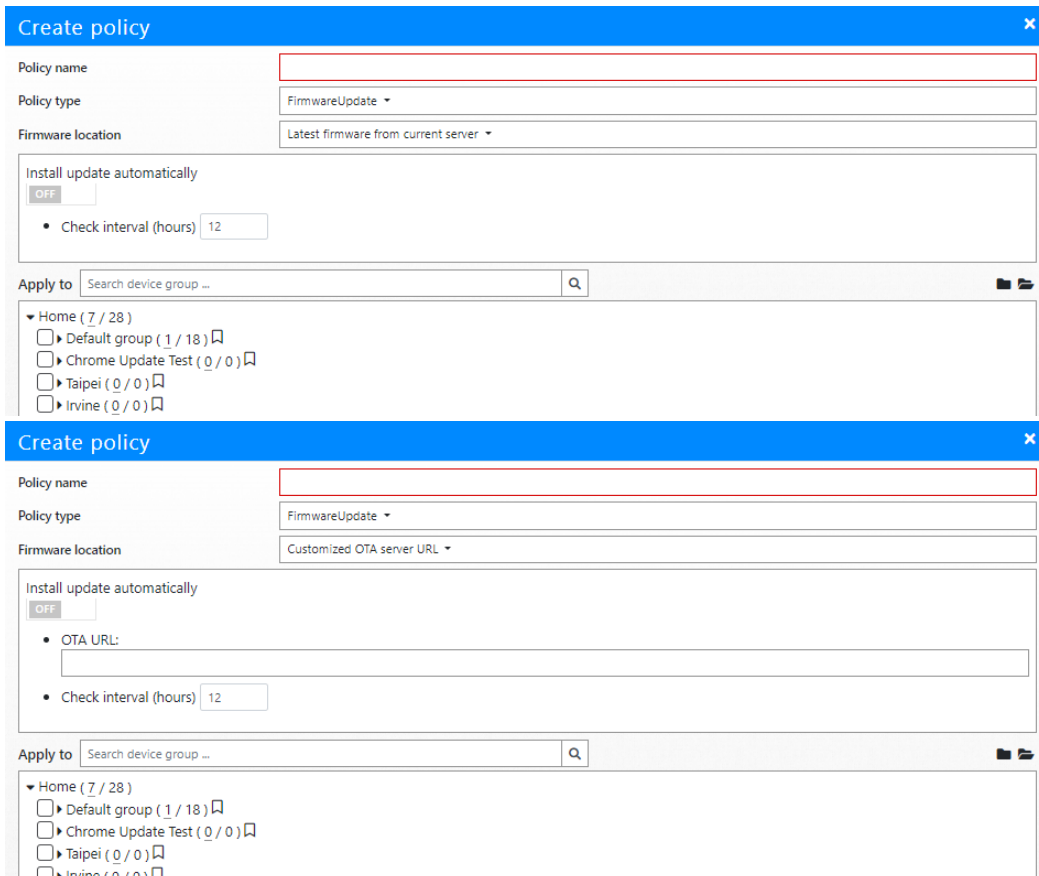 Create policy ×
Policy name
Policy type FirmwareUpdate
Firmware location Latest firmware from current server
Install update automatically
OFF
• Check interval (hours) 12
Apply to Search device group ...
Home ( 7 / 28 )
Default group ( 1 / 18 )
Chrome Update Test ( 0 / 0 )
Taipei ( 0 / 0 )
Irvine ( 0 / 0 )
Create policy ×
Policy name
Policy type FirmwareUpdate
Firmware location Customized OTA server URL
Install update automatically
OFF
• OTA URL:
• Check interval (hours) 12
Apply to Search device group ...
Home ( 7 / 28 )
Default group ( 1 / 18 )
Chrome Update Test ( 0 / 0 )
Taipei ( 0 / 0 )
Irvine ( 0 / 0 )